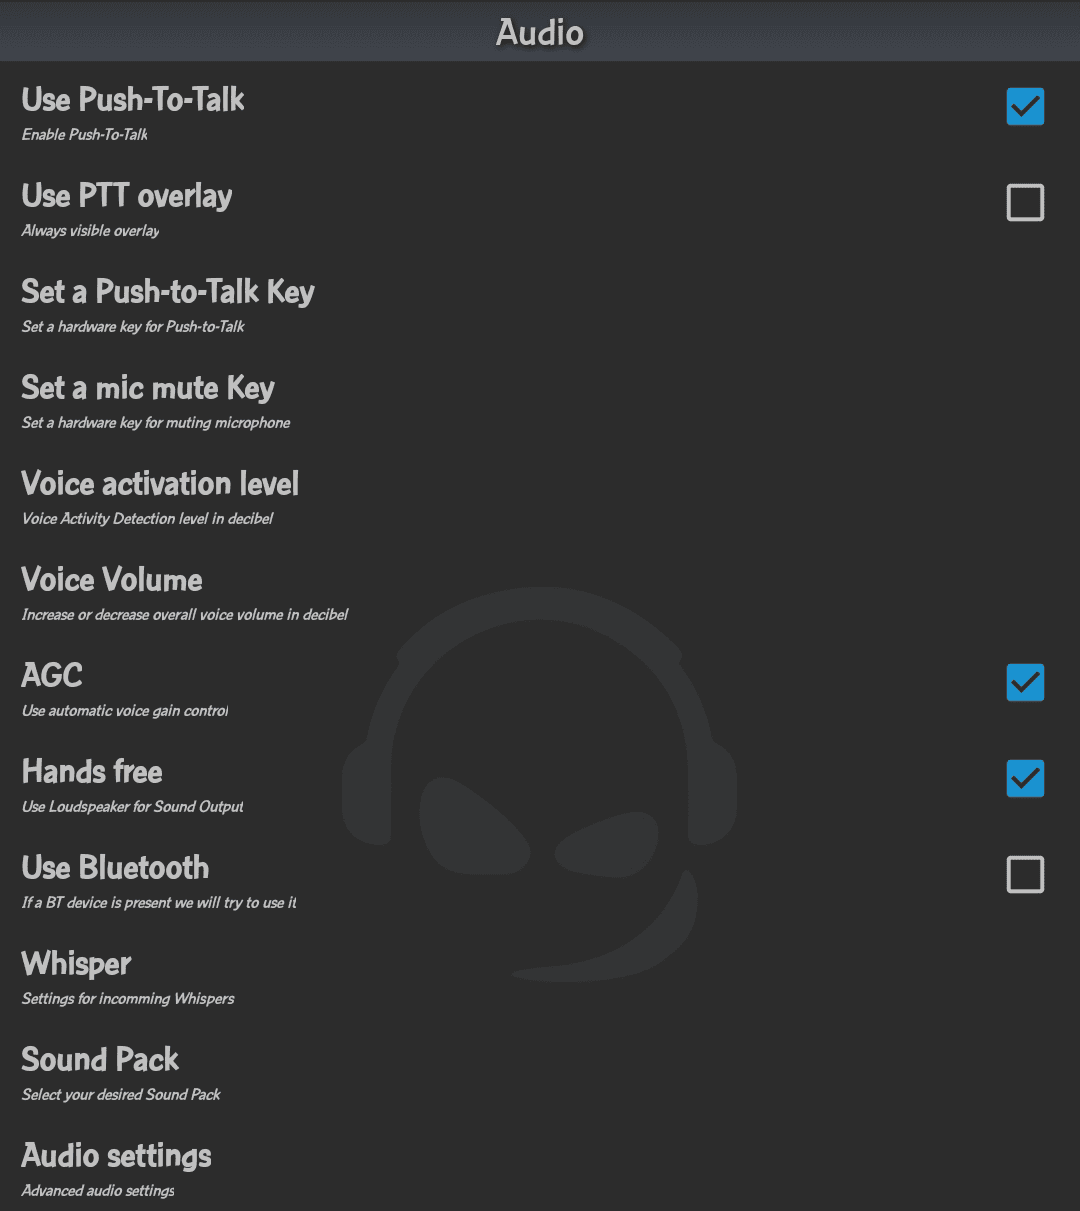 Audio
Use Push-To-Talk
Enable Push-To-Talk
Use PTT overlay
Always visible overlay
Set a Push-to-Talk Key
Set a hardware key for Push-to-Talk
Set a mic mute Key
Set a hardware key for muting microphone
Voice activation level
Voice Activity Detection level in decibel
Voice Volume
Increase or decrease overall voice volume in decibel
AGC
Use automatic voice gain control
Hands free
Use Loudspeaker for Sound Output
Use Bluetooth
If a BT device is present we will try to use it
Whisper
Settings for incomming Whispers
Sound Pack
Select your desired Sound Pack
Audio settings
Advanced audio settings